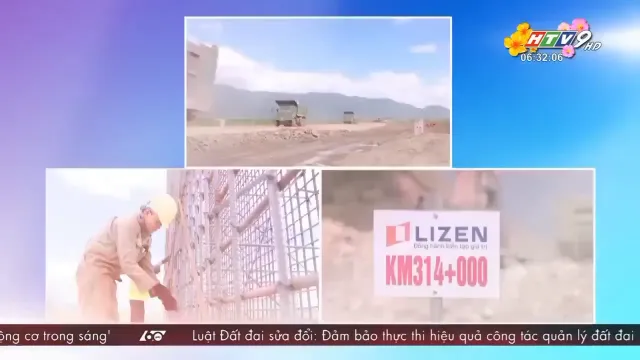 HTV9 HD
06:32.06
LIZEN
Đồng hành kiến tạo giá trị
KM314+000
ộng cơ trong sáng' 60 Luật Đất đai sửa đổi: Đảm bảo thực thi hiệu quả công tác quản lý đất đai